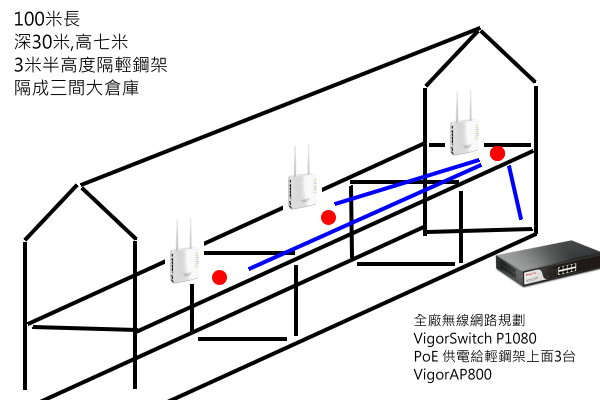 100米長
深30米,高七米
3米半高度隔輕鋼架
隔成三間大倉庫
全廠無線網路規劃
VigorSwitch P1080
PoE 供電給輕鋼架上面3台
VigorAP800